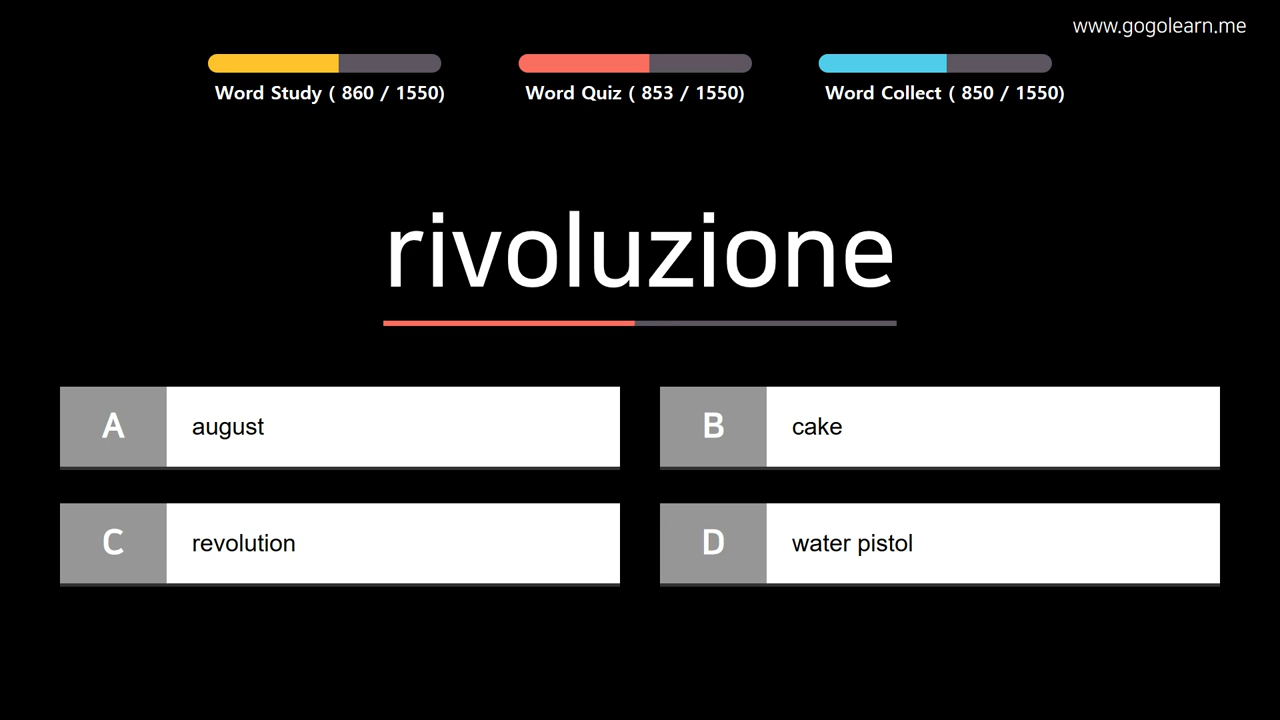 www.gogolearn.me
Word Study ( 860 / 1550)
Word Quiz ( 853 / 1550)
Word Collect ( 850 / 1550)
rivoluzione
A august
B cake
C revolution
D water pistol